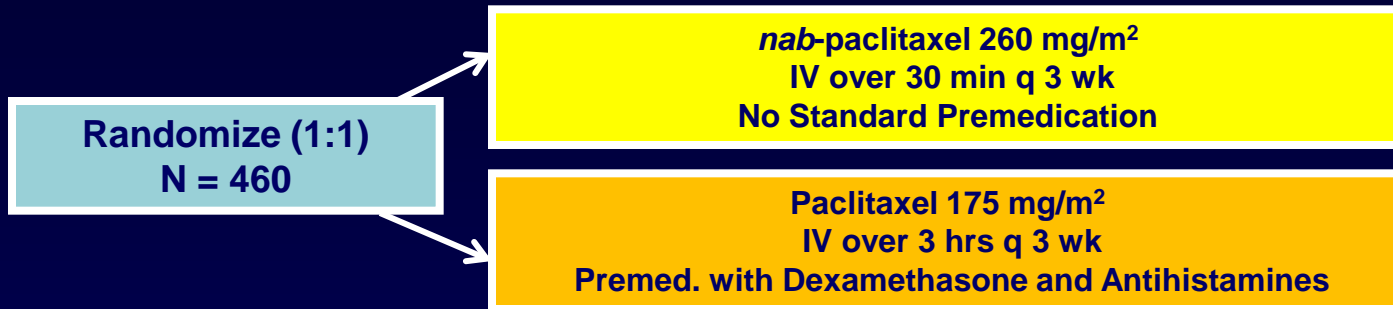 nab-paclitaxel 260 mg/m²
IV over 30 min q 3 wk
No Standard Premedication
Randomize (1:1)
N = 460
Paclitaxel 175 mg/m²
IV over 3 hrs q 3 wk
Premed. with Dexamethasone and Antihistamines